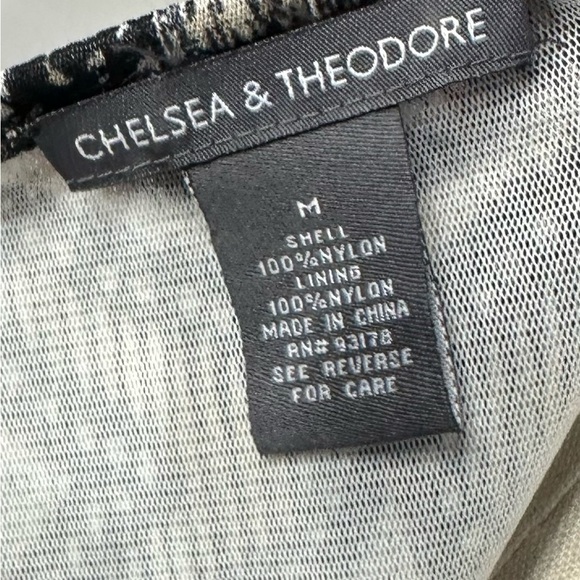 CHELSEA & THEODORE
M
SHELL
100%NYLON
LINING
100%NYLON
MADE IN CHINA
RN# 93178
SEE REVERSE
FOR CARE